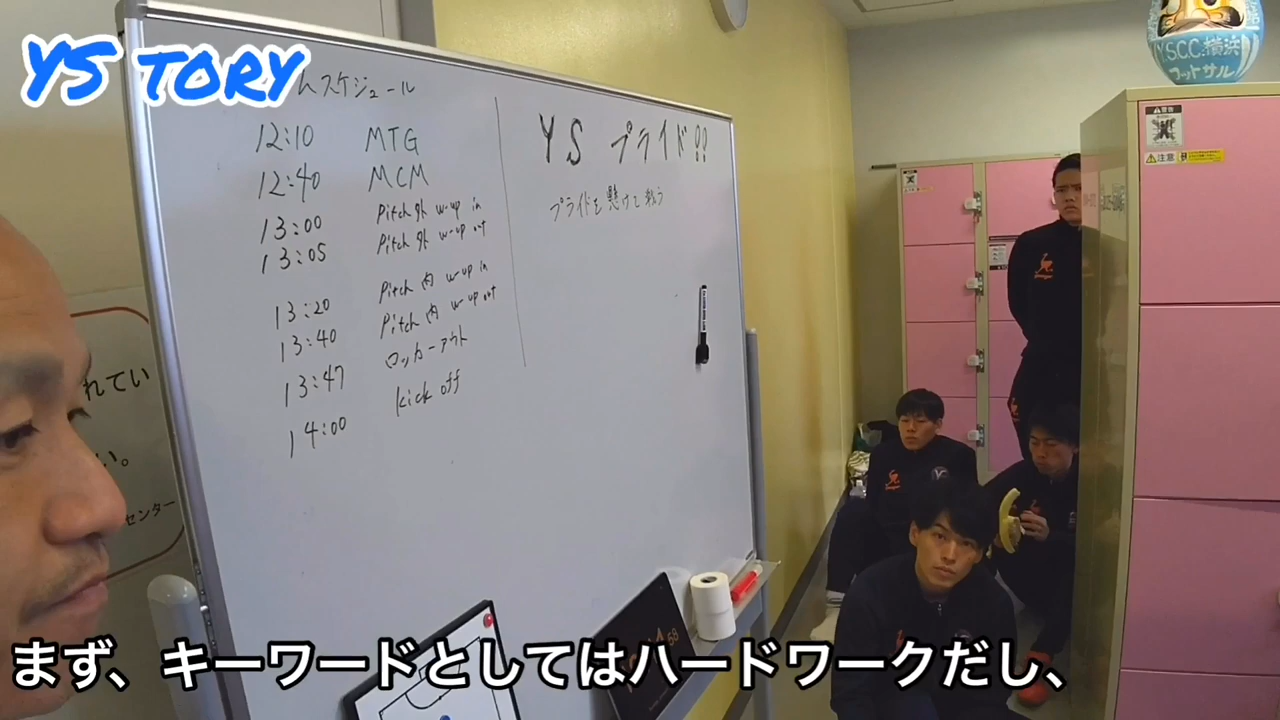 YS TORY
ムスケジュール
12:10 MTG
12:40 MCM
13:00 Pitch外 w-up in
13:05 Pitch外 w-up out
13:20 Pitch内 w-up in
13:40 Pitch内 w-up out
13:47 ロッカーアウト
14:00 kick off
YS プライド!!
プライドを懸けて戦う
Y.S.C.C.横浜
フットサル
警告
注意
れてい
い。
センター
まず、キーワードとしてはハードワークだし、